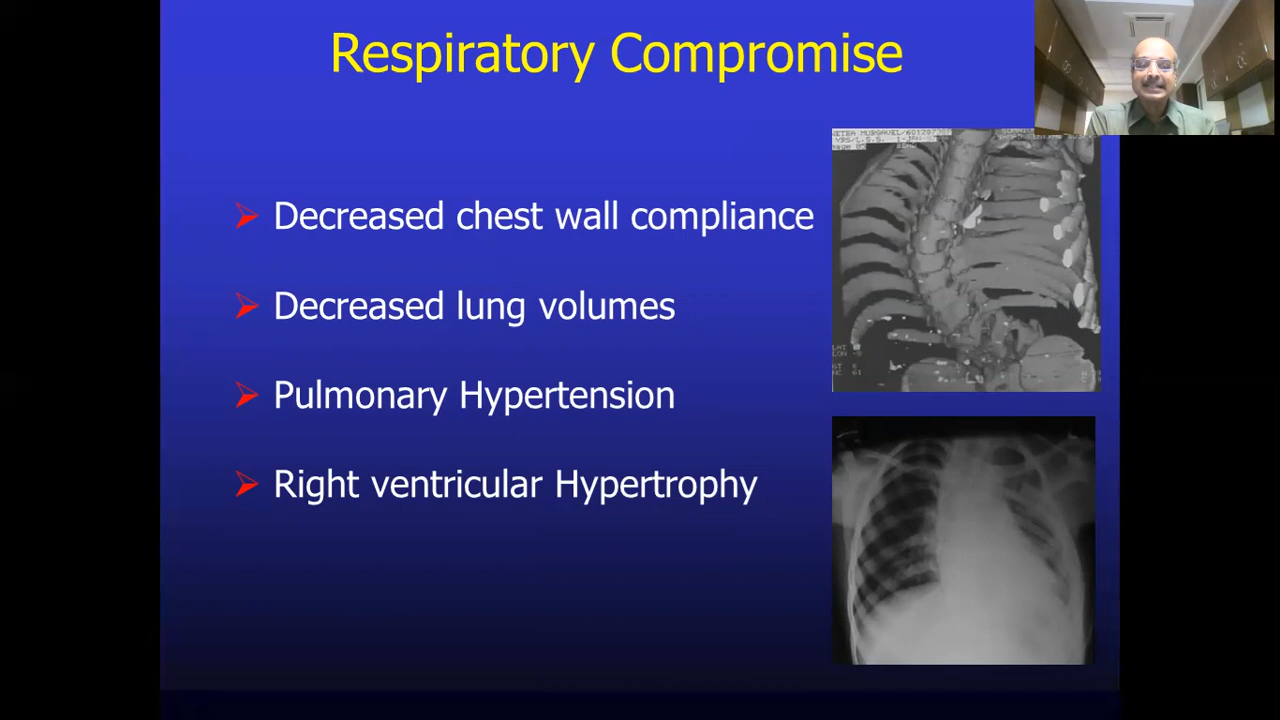 Respiratory Compromise
Decreased chest wall compliance
Decreased lung volumes
Pulmonary Hypertension
Right ventricular Hypertrophy